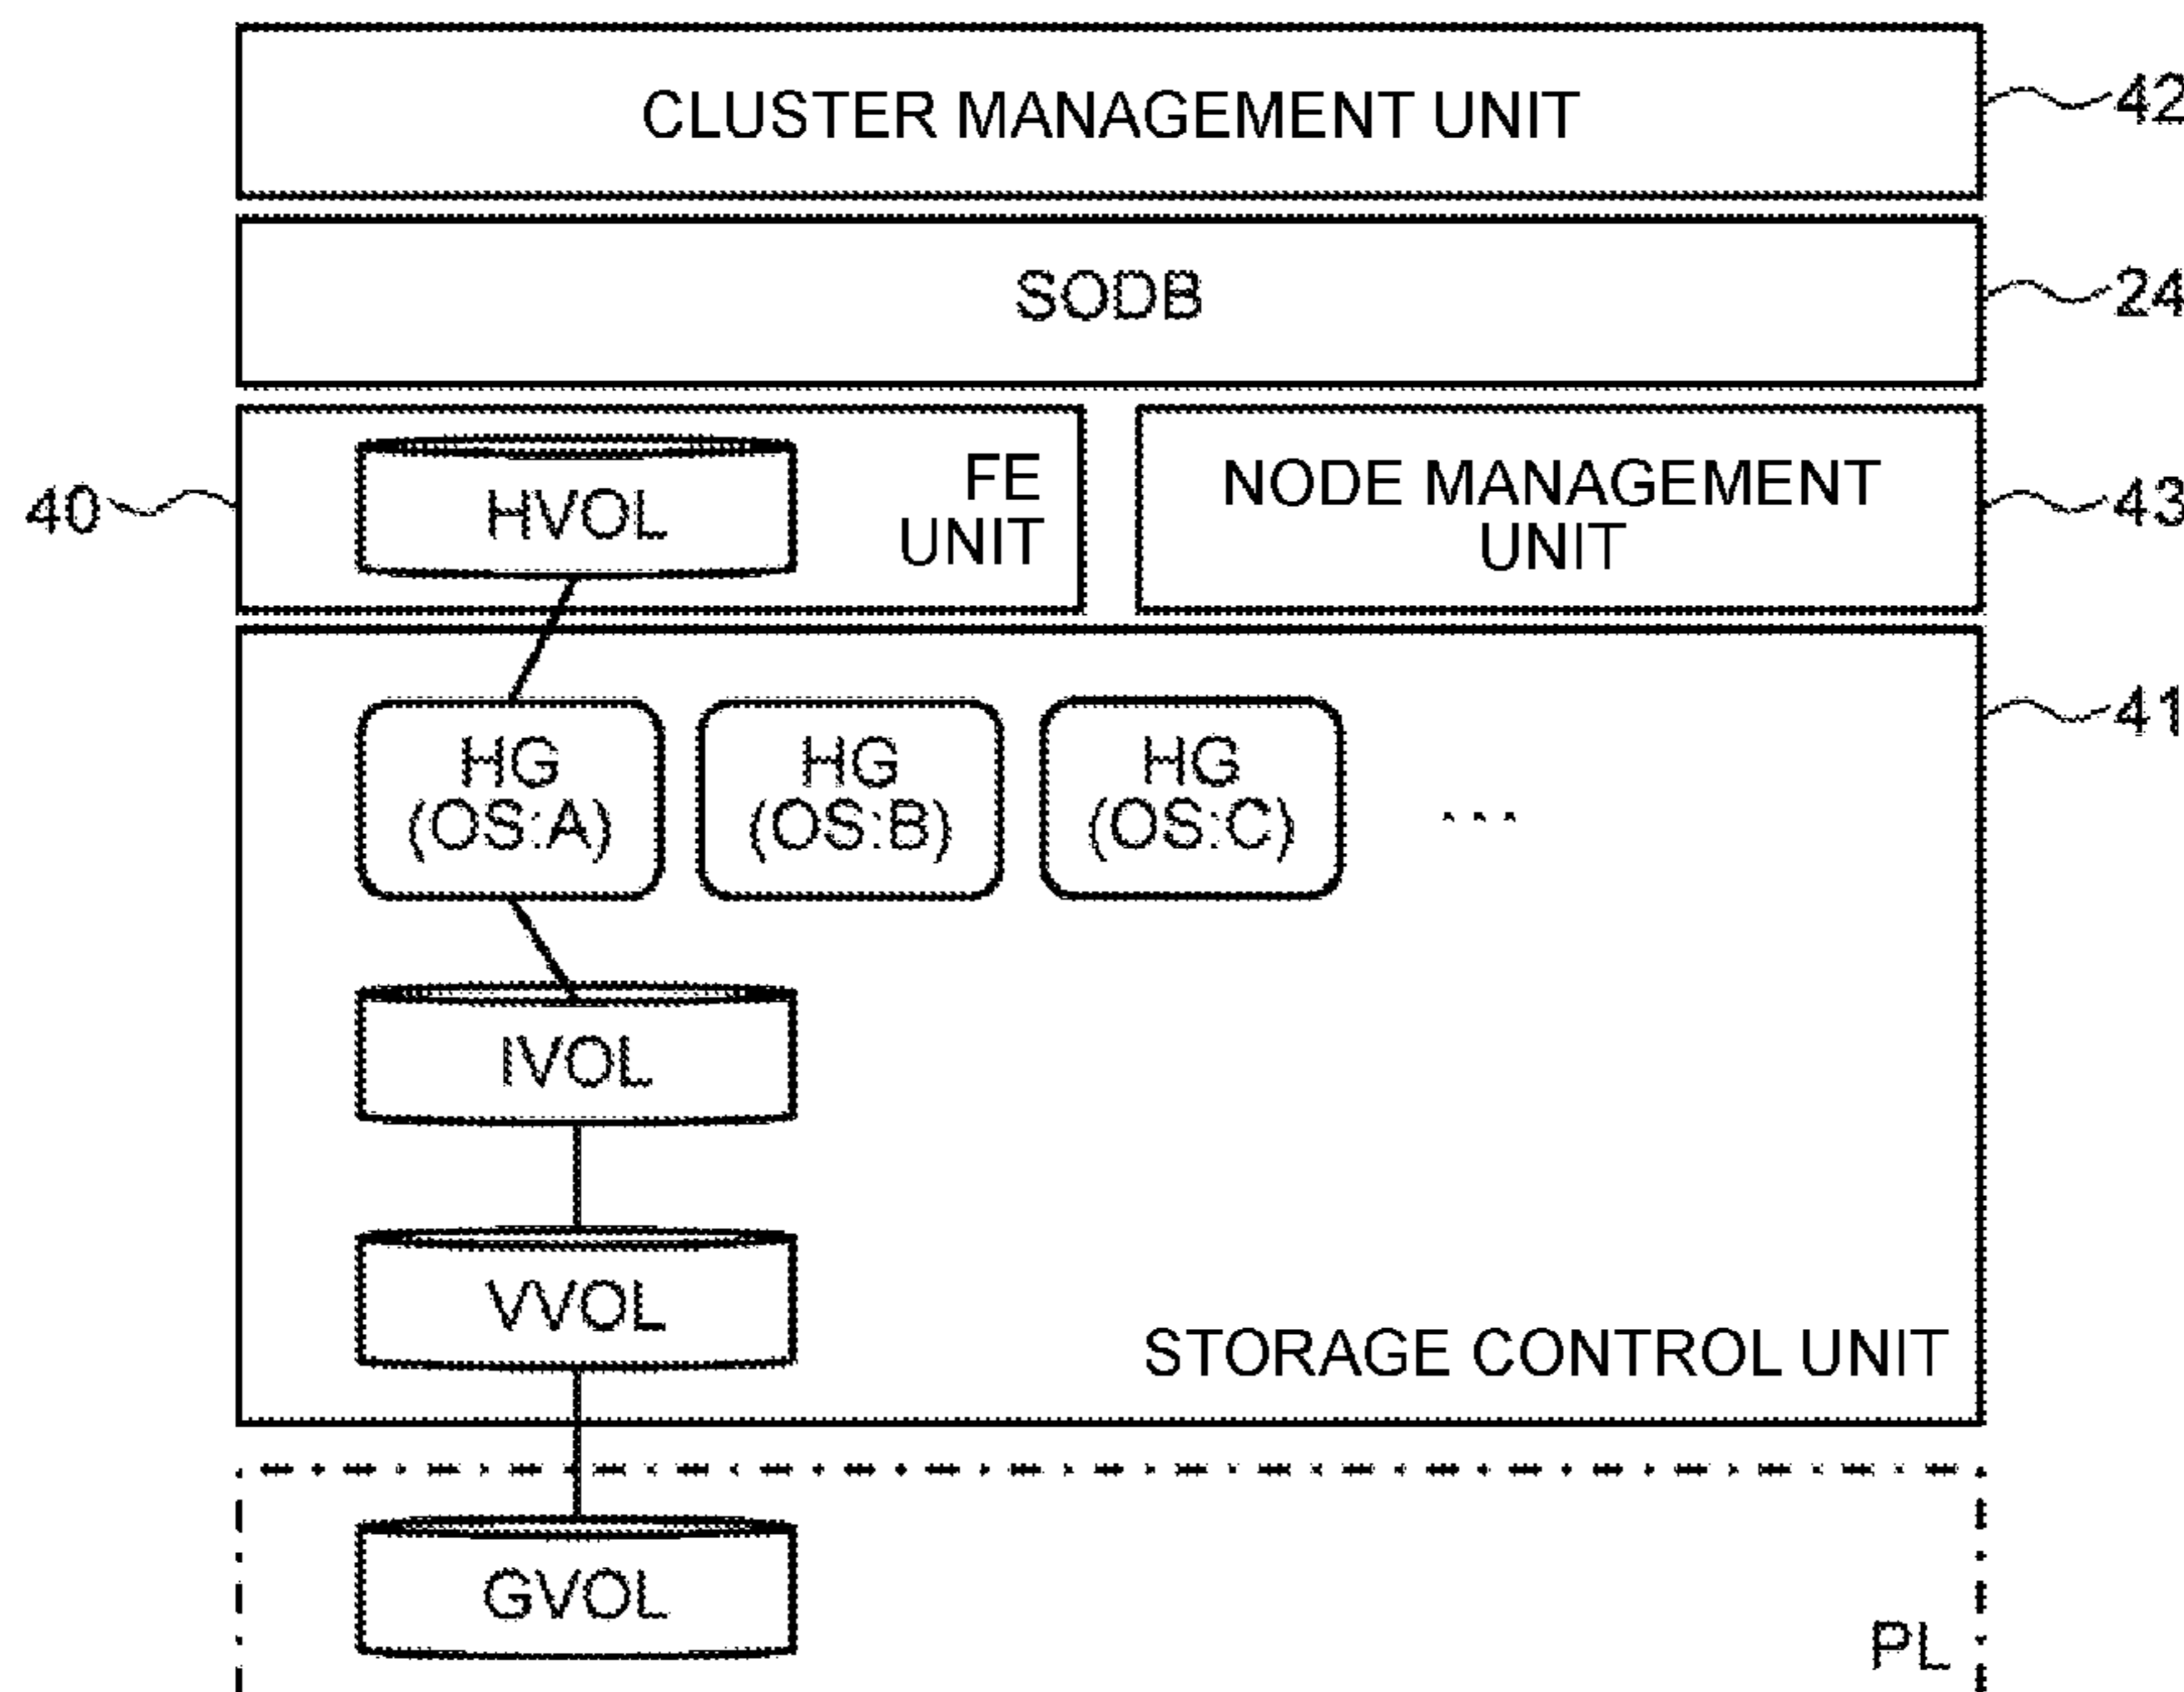 CLUSTER MANAGEMENT UNIT
42
SODB
24
40
HVOL
FE
UNIT
NODE MANAGEMENT
UNIT
43
41
HG
(OS:A)
HG
(OS:B)
HG
(OS:C)
...
IVOL
VVOL
STORAGE CONTROL UNIT
GVOL
PL